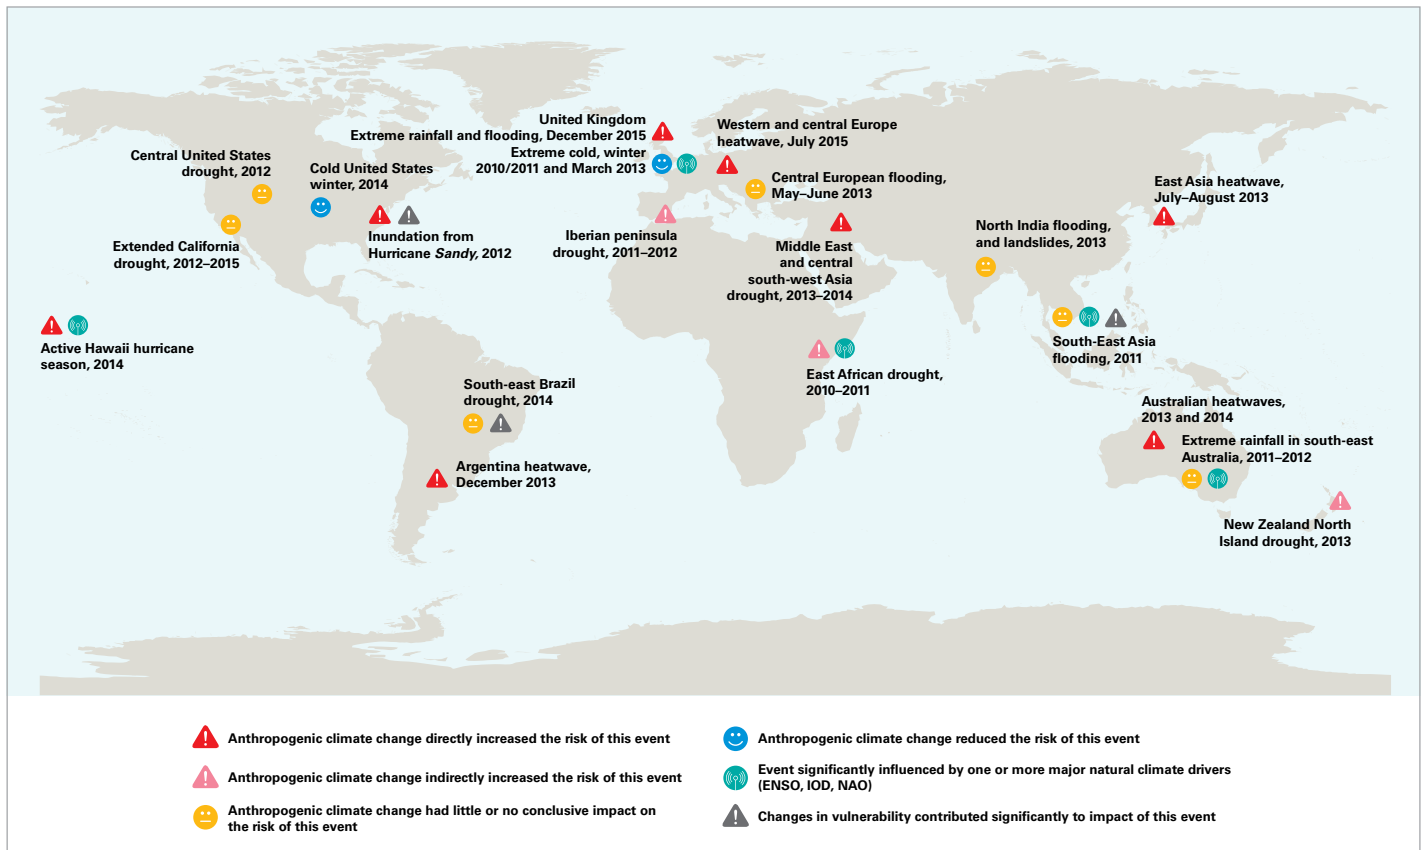 United Kingdom
Extreme rainfall and flooding, December 2015
Extreme cold, winter
2010/2011 and March 2013
Western and central Europe
heatwave, July 2015
Central United States
drought, 2012
Cold United States
winter, 2014
Central European flooding,
May–June 2013
East Asia heatwave,
July–August 2013
Extended California
drought, 2012–2015
Inundation from
Hurricane Sandy, 2012
Iberian peninsula
drought, 2011–2012
Middle East
and central
south-west Asia
drought, 2013–2014
North India flooding,
and landslides, 2013
Active Hawaii hurricane
season, 2014
South-East Asia
flooding, 2011
East African drought,
2010–2011
South-east Brazil
drought, 2014
Australian heatwaves,
2013 and 2014
Extreme rainfall in south-east
Australia, 2011–2012
Argentina heatwave,
December 2013
New Zealand North
Island drought, 2013
Anthropogenic climate change directly increased the risk of this event
Anthropogenic climate change indirectly increased the risk of this event
Anthropogenic climate change had little or no conclusive impact on
the risk of this event
Anthropogenic climate change reduced the risk of this event
Event significantly influenced by one or more major natural climate drivers
(ENSO, IOD, NAO)
Changes in vulnerability contributed significantly to impact of this event